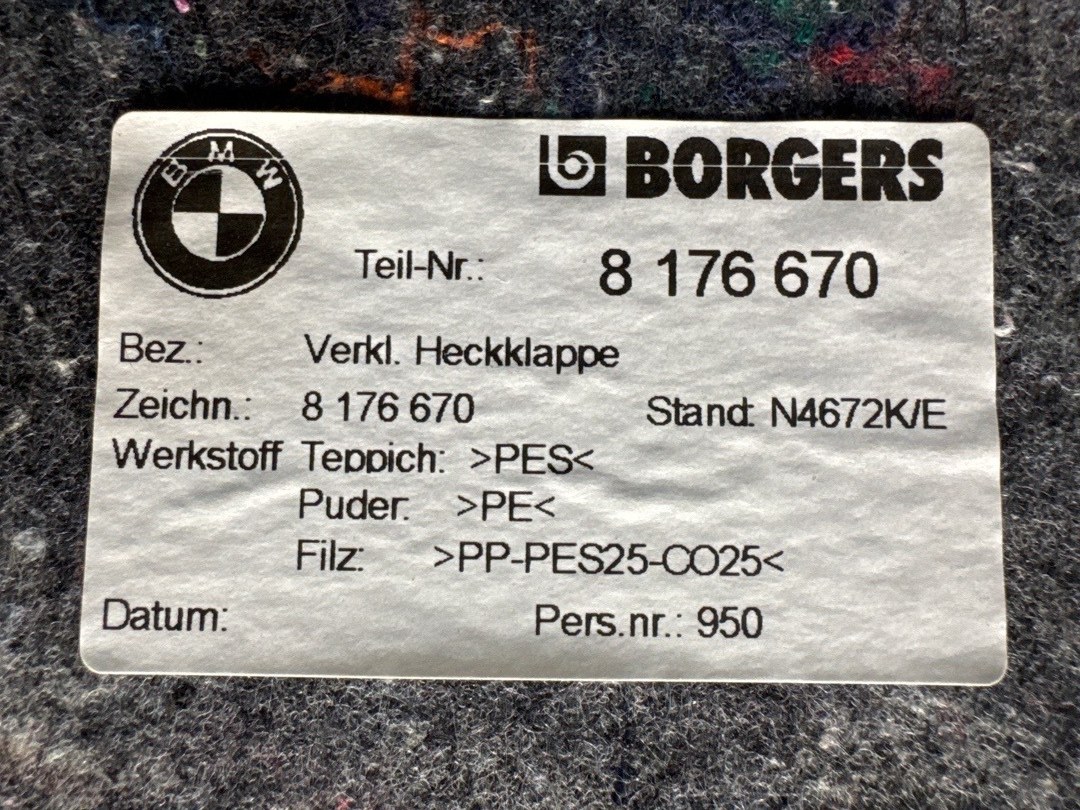 BMW
BORGERS
Teil-Nr.: 8 176 670
Bez.: Verkl. Heckklappe
Zeichn.: 8 176 670 Stand: N4672K/E
Werkstoff Teppich: >PES<
Puder: >PE<
Filz: >PP-PES25-CO25<
Datum: Pers.nr.: 950